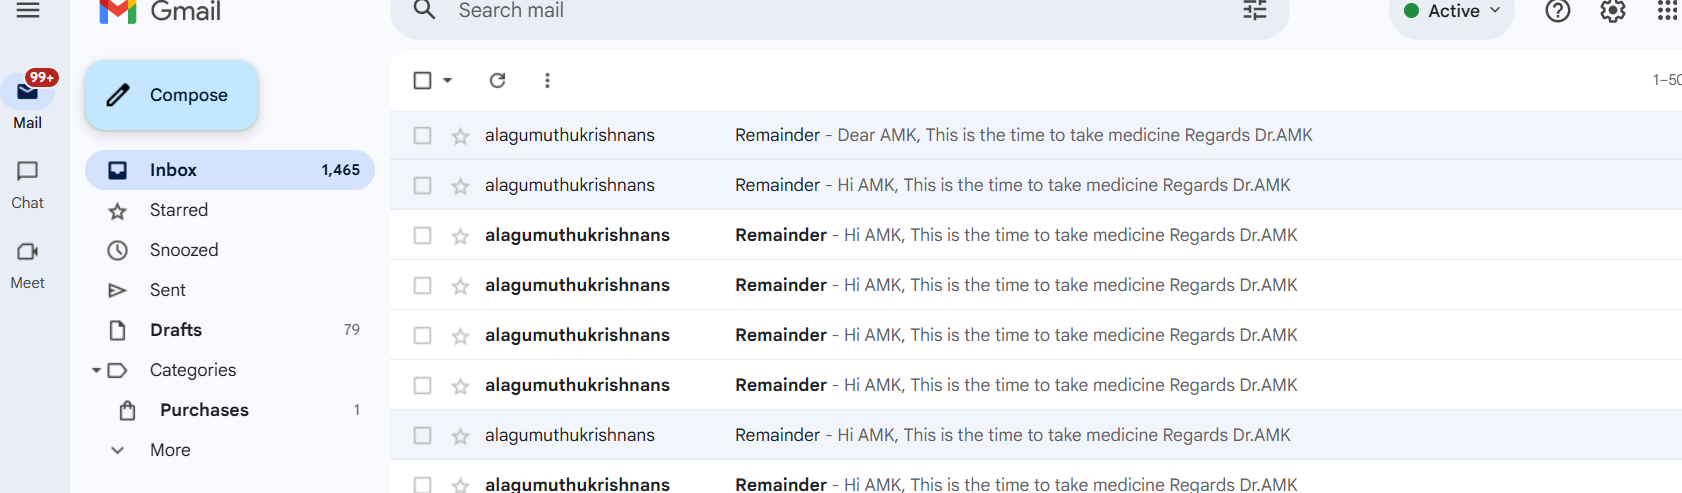 Gmail
Search mail
Active
99+
Mail
Chat
Meet
Compose
Inbox 1,465
Starred
Snoozed
Sent
Drafts 79
Categories
Purchases 1
More
1–50
alagumuthukrishnans Remainder - Dear AMK, This is the time to take medicine Regards Dr.AMK
alagumuthukrishnans Remainder - Hi AMK, This is the time to take medicine Regards Dr.AMK
alagumuthukrishnans Remainder - Hi AMK, This is the time to take medicine Regards Dr.AMK
alagumuthukrishnans Remainder - Hi AMK, This is the time to take medicine Regards Dr.AMK
alagumuthukrishnans Remainder - Hi AMK, This is the time to take medicine Regards Dr.AMK
alagumuthukrishnans Remainder - Hi AMK, This is the time to take medicine Regards Dr.AMK
alagumuthukrishnans Remainder - Hi AMK, This is the time to take medicine Regards Dr.AMK
alagumuthukrishnans Remainder - Hi AMK, This is the time to take medicine Regards Dr.AMK